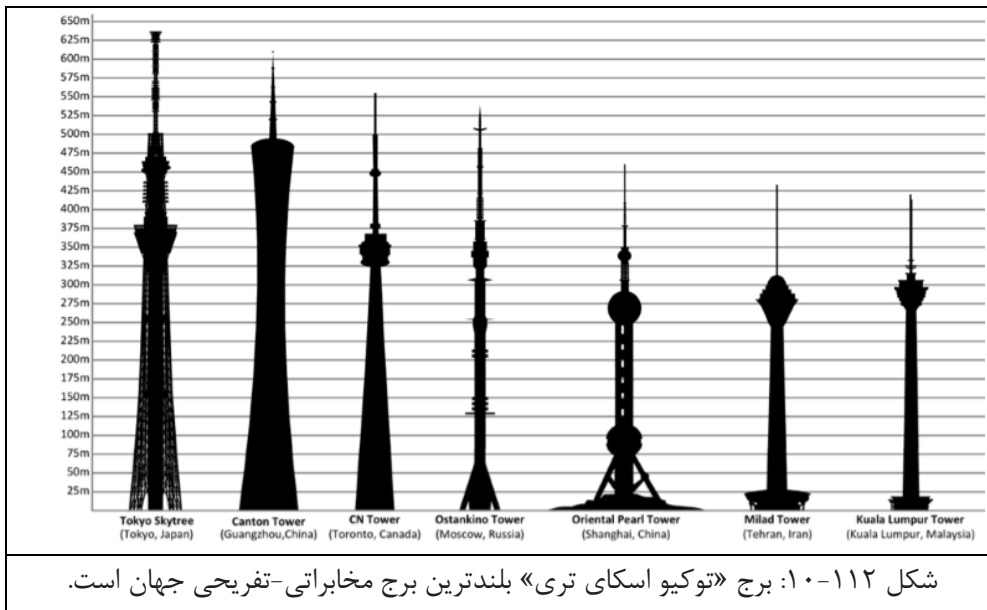 650m
625m
600m
575m
550m
525m
500m
475m
450m
425m
400m
375m
350m
325m
300m
275m
250m
225m
200m
175m
150m
125m
100m
75m
50m
25m
Tokyo Skytree
(Tokyo, Japan)
Canton Tower
(Guangzhou,China)
CN Tower
(Toronto, Canada)
Ostankino Tower
(Moscow, Russia)
Oriental Pearl Tower
(Shanghai, China)
Milad Tower
(Tehran, Iran)
Kuala Lumpur Tower
(Kuala Lumpur, Malaysia)
شکل ۱۱۲-۱۰: برج «توکیو اسکای تری» بلندترین برج مخابراتی-تفریحی جهان است.